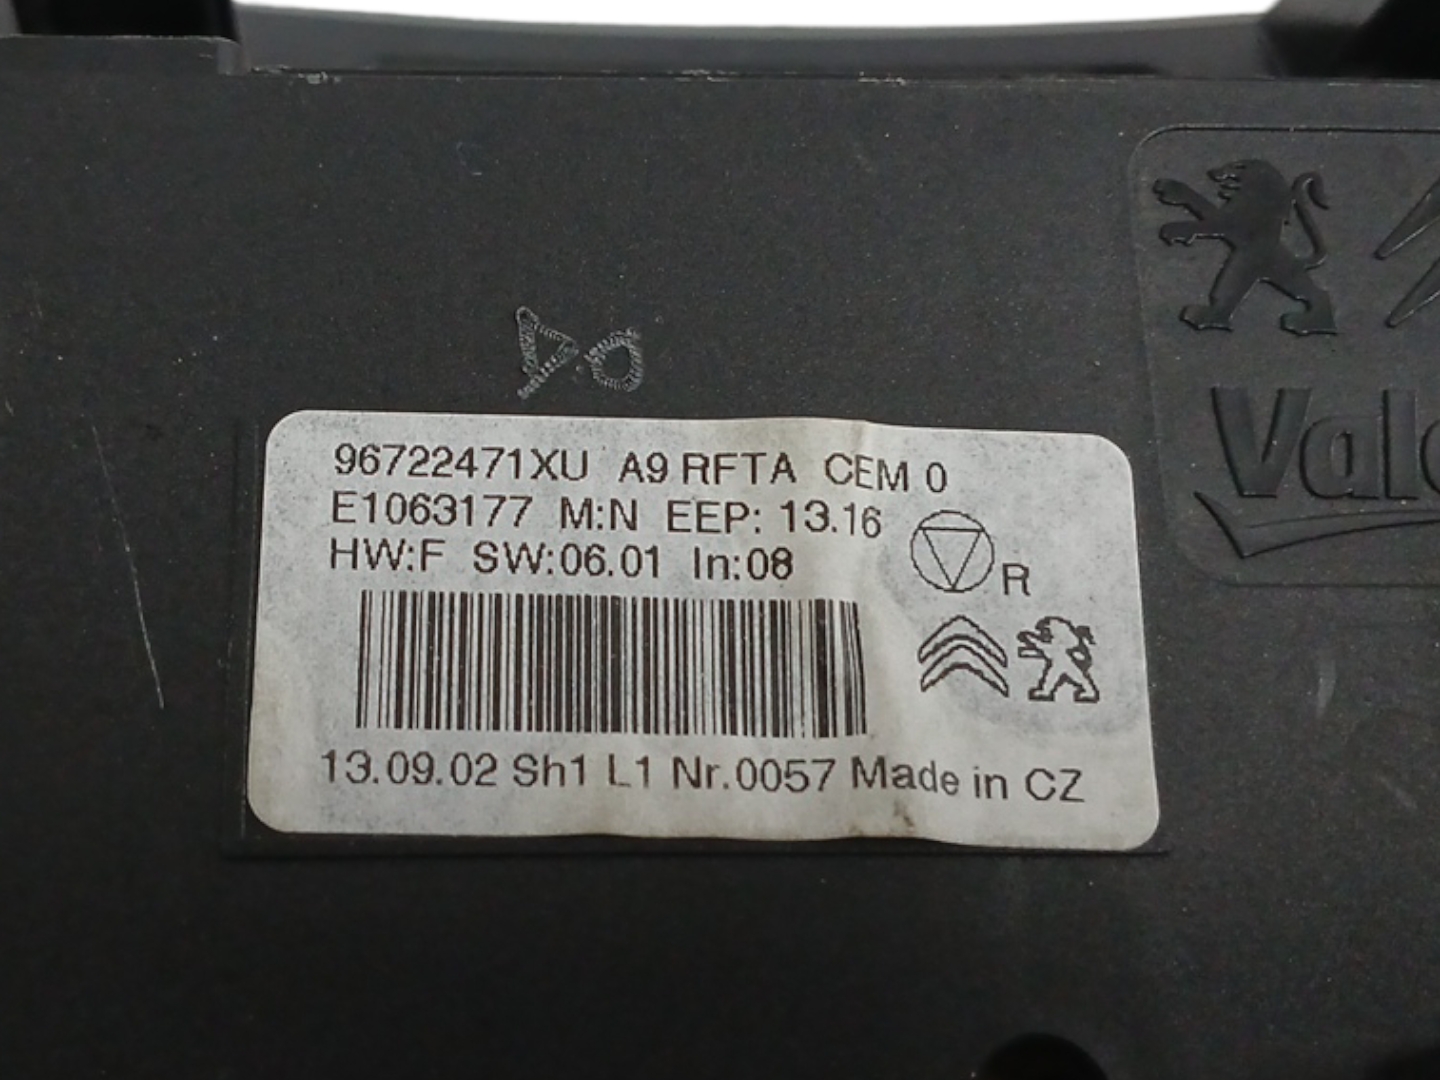 Vale
96722471XU A9 RFTA CEM 0
E1063177 M:N EEP: 13.16
HW:F SW:06.01 In:08
R
13.09.02 Sh1 L1 Nr.0057 Made in CZ